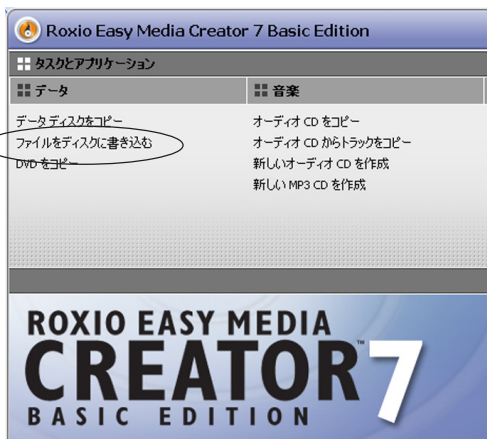 Roxio Easy Media Creator 7 Basic Edition
タスクとアプリケーション
データ
音楽
データ ディスクをコピー
オーディオ CD をコピー
ファイルをディスクに書き込む
オーディオ CD からトラックをコピー
DVD をコピー
新しいオーディオ CD を作成
新しい MP3 CD を作成
ROXIO EASY MEDIA
CREATOR™ 7
BASIC EDITION